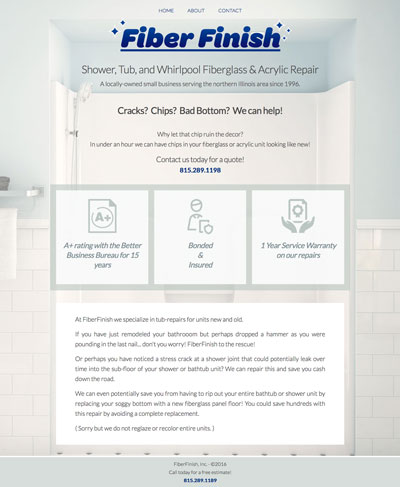 HOME ABOUT CONTACT
Fiber Finish
Shower, Tub, and Whirlpool Fiberglass & Acrylic Repair
A locally-owned small business serving the northern Illinois area since 1996.
Cracks? Chips? Bad Bottom? We can help!
Why let that chip ruin the decor?
In under an hour we can have chips in your fiberglass or acrylic unit looking like new!
Contact us today for a quote!
815.289.1198
A+
A+ rating with the Better
Business Bureau for 15
years
Bonded
&
Insured
1 Year Service Warranty
on our repairs
At FiberFinish we specialize in tub-repairs for units new and old.
If you have just remodeled your bathrooom but perhaps dropped a hammer as you were
pounding in the last nail... don't you worry! FiberFinish to the rescue!
Or perhaps you have noticed a stress crack at a shower joint that could potentially leak over
time into the sub-floor of your shower or bathtub unit? We can repair this and save you cash
down the road.
We can even potentially save you from having to rip out your entire bathtub or shower unit by
replacing your soggy bottom with a new fiberglass panel floor! You could save hundreds with
this repair by avoiding a complete replacement.
( Sorry but we do not reglaze or recolor entire units. )
FiberFinish, Inc. - ©2016
Call today for a free estimate!
815.289.1189